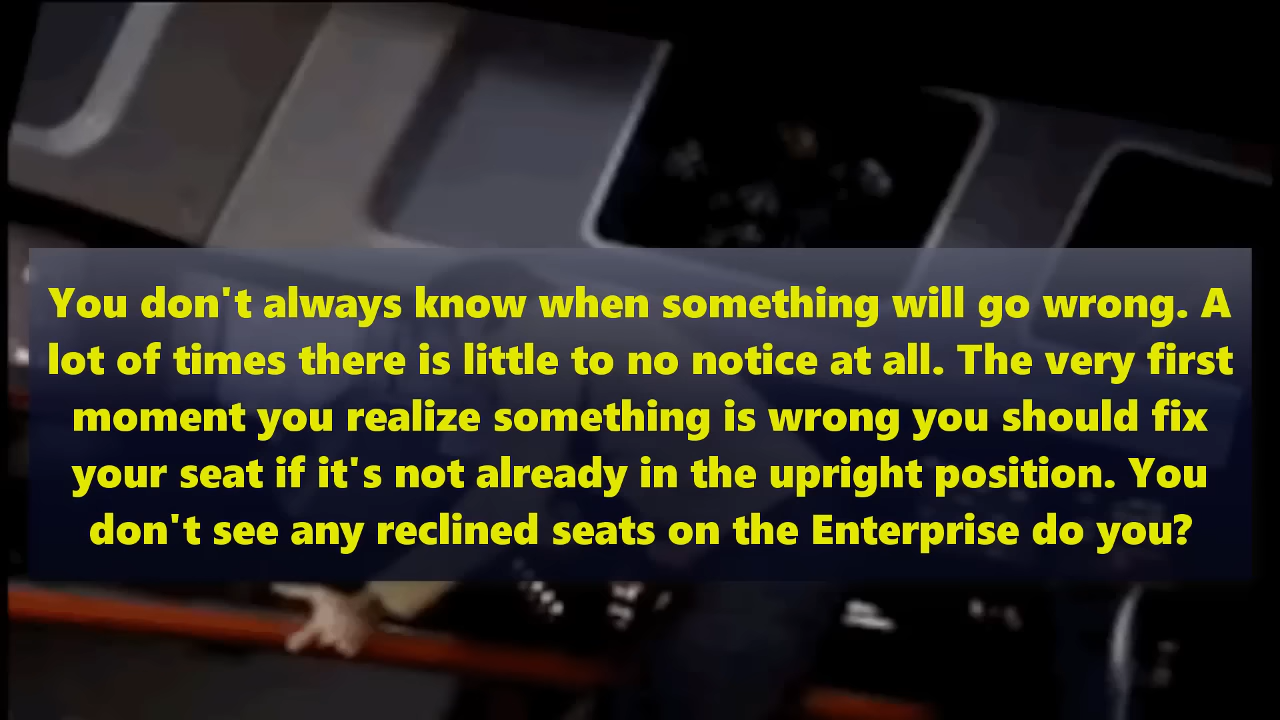 You don't always know when something will go wrong. A
lot of times there is little to no notice at all. The very first
moment you realize something is wrong you should fix
your seat if it's not already in the upright position. You
don't see any reclined seats on the Enterprise do you?